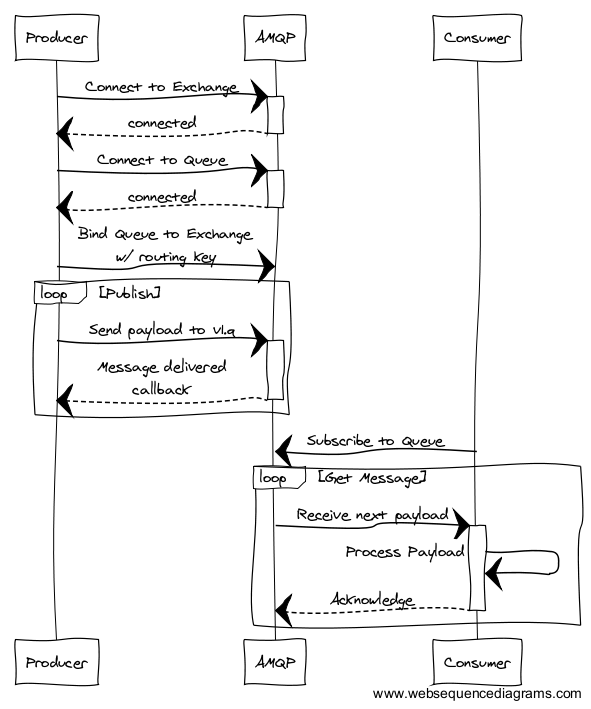 Producer
AMQP
Consumer
Connect to Exchange
connected
Connect to Queue
connected
Bind Queue to Exchange
w/ routing key
loop
[Publish]
Send payload to v1.q
Message delivered
callback
Subscribe to Queue
loop
[Get Message]
Receive next payload
Process Payload
Acknowledge
Producer
AMQP
Consumer
www.websequencediagrams.com